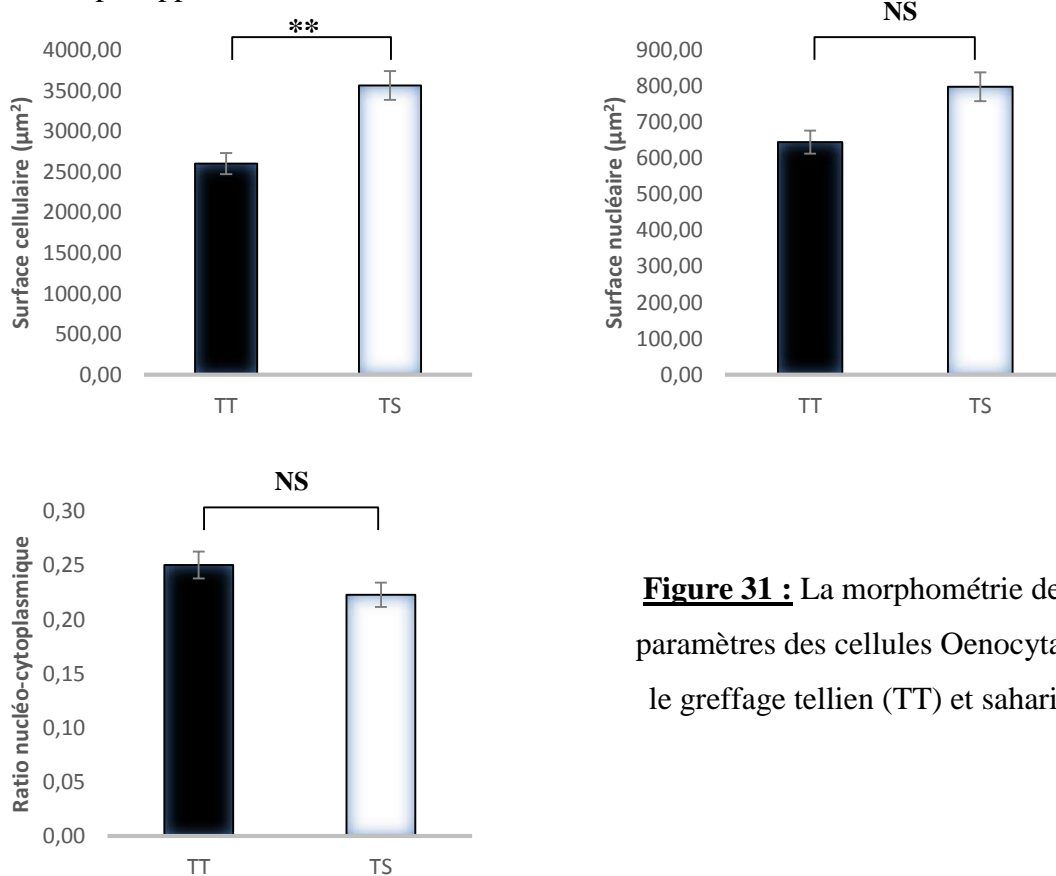 **
4000,00
3500,00
3000,00
2500,00
2000,00
1500,00
1000,00
500,00
0,00
Surface cellulaire (µm²)
TT TS
NS
900,00
800,00
700,00
600,00
500,00
400,00
300,00
200,00
100,00
0,00
Surface nucléaire (µm²)
TT TS
NS
0,30
0,25
0,20
0,15
0,10
0,05
0,00
Ratio nucléo-cytoplasmique
TT TS
Figure 31 : La morphométrie de
paramètres des cellules Oenocyta
le greffage tellien (TT) et sahari